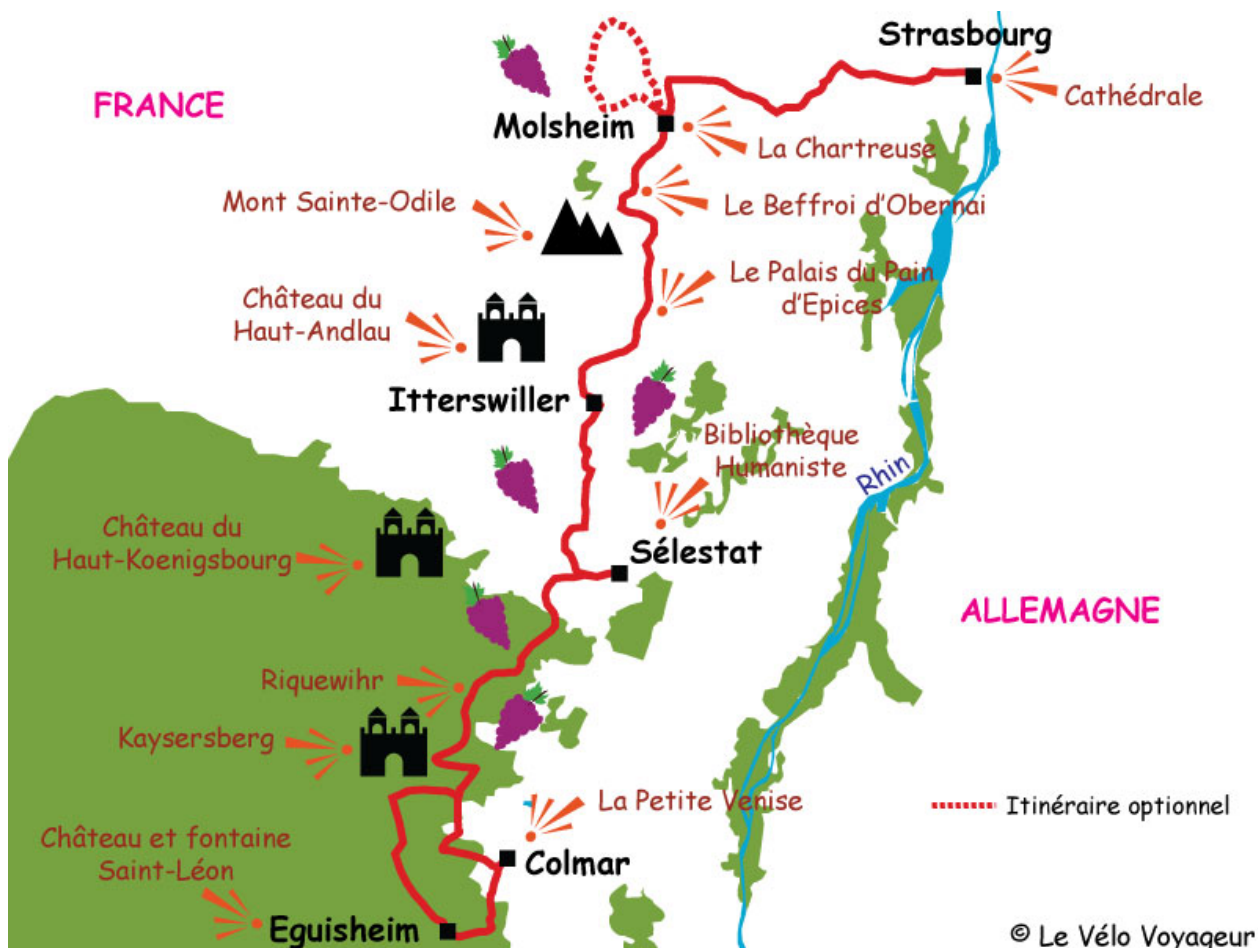 Strasbourg
FRANCE
Cathédrale
Molsheim
La Chartreuse
Mont Sainte-Odile
Le Beffroi d'Obernai
Le Palais du Pain
d'Epices
Château du
Haut-Andlau
Itterswiller
Bibliothèque
Humaniste
Rhin
Château du
Haut-Koenigsbourg
Sélestat
ALLEMAGNE
Riquewihr
Kaysersberg
La Petite Venise
Itinéraire optionnel
Château et fontaine
Saint-Léon
Colmar
Eguisheim
© Le Vélo Voyageur